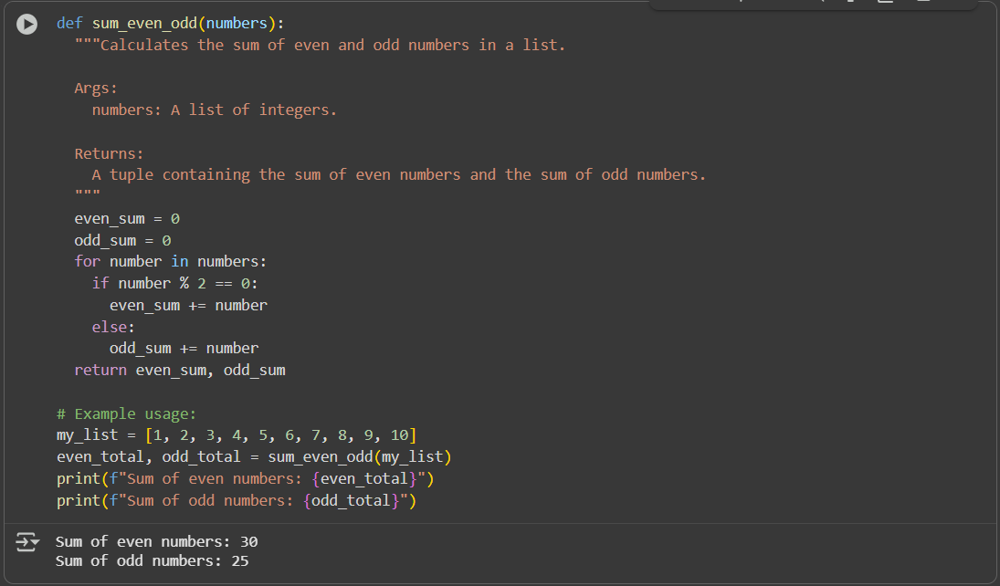 def sum_even_odd(numbers):
  """Calculates the sum of even and odd numbers in a list.

  Args:
    numbers: A list of integers.

  Returns:
    A tuple containing the sum of even numbers and the sum of odd numbers.
  """
  even_sum = 0
  odd_sum = 0
  for number in numbers:
    if number % 2 == 0:
      even_sum += number
    else:
      odd_sum += number
  return even_sum, odd_sum

# Example usage:
my_list = [1, 2, 3, 4, 5, 6, 7, 8, 9, 10]
even_total, odd_total = sum_even_odd(my_list)
print(f"Sum of even numbers: {even_total}")
print(f"Sum of odd numbers: {odd_total}")
Sum of even numbers: 30
Sum of odd numbers: 25